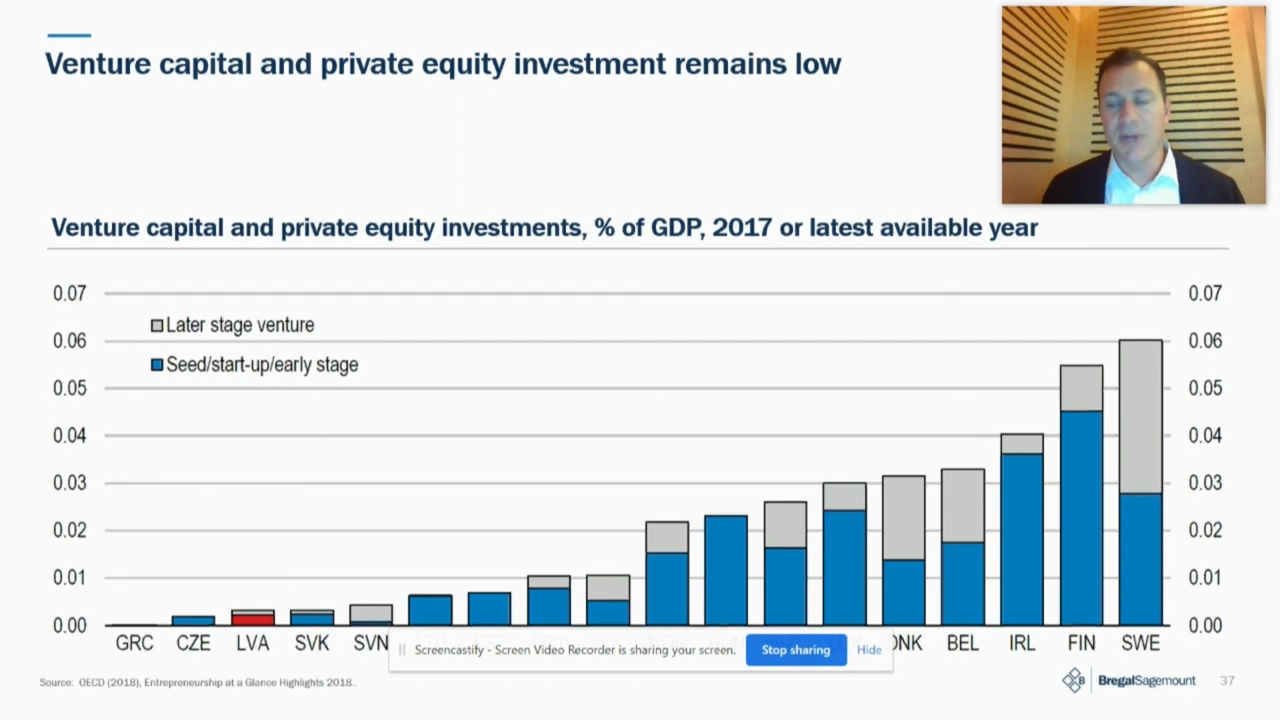 Venture capital and private equity investment remains low
Venture capital and private equity investments, % of GDP, 2017 or latest available year
0.07 0.07
Later stage venture
0.06 0.06
Seed/start-up/early stage
0.05 0.05
0.04 0.04
0.03 0.03
0.02 0.02
0.01 0.01
0.00 0.00
GRC CZE LVA SVK SVN DNK BEL IRL FIN SWE
Screencastify - Screen Video Recorder is sharing your screen. Stop sharing Hide
Source: OECD (2018), Entrepreneurship at a Glance Highlights 2018..
B BregalSagemount 37